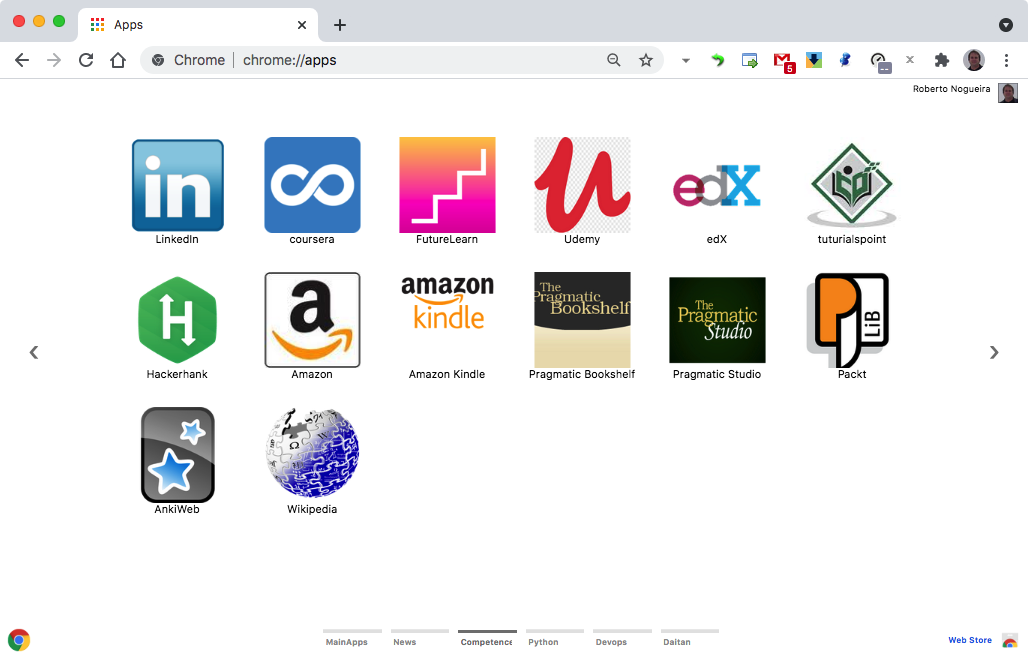 Apps
Chrome
chrome://apps
5
--
Roberto Nogueira
in
edX
LinkedIn
coursera
FutureLearn
Udemy
edX
tuturialspoint
H
a
amazon
kindle
The
Pragmatic
Bookshelf
The
Pragmatic
Studio
LiB
Hackerhank
Amazon
Amazon Kindle
Pragmatic Bookshelf
Pragmatic Studio
Packt
AnkiWeb
Wikipedia
MainApps
News
Competence
Python
Devops
Daitan
Web Store